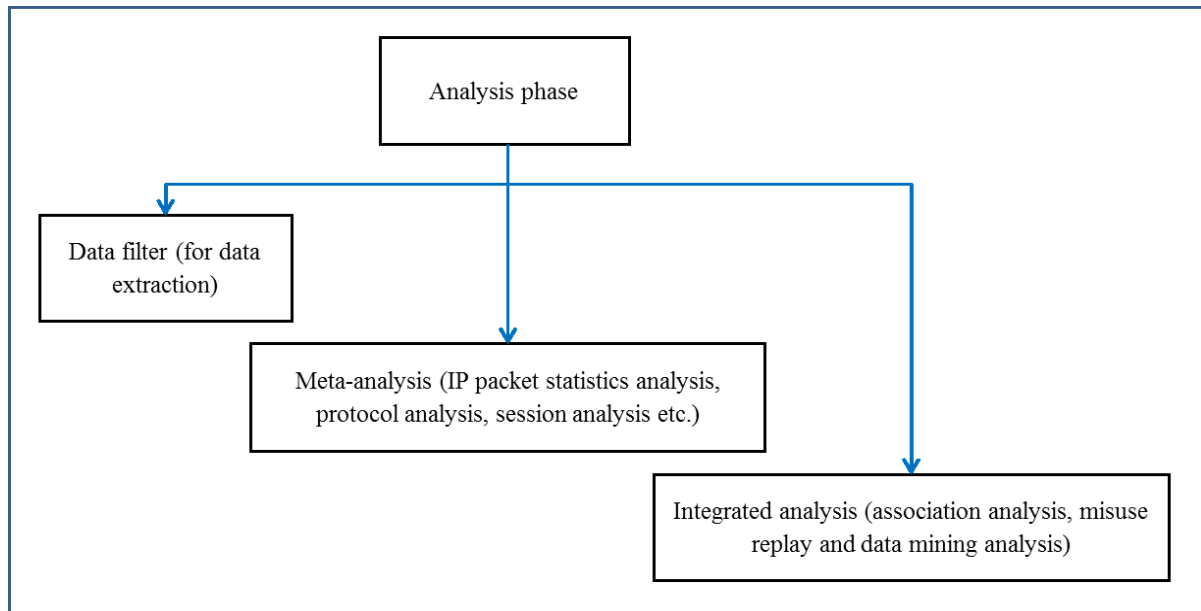 Analysis phase
Data filter (for data
extraction)
Meta-analysis (IP packet statistics analysis,
protocol analysis, session analysis etc.)
Integrated analysis (association analysis, misuse
replay and data mining analysis)